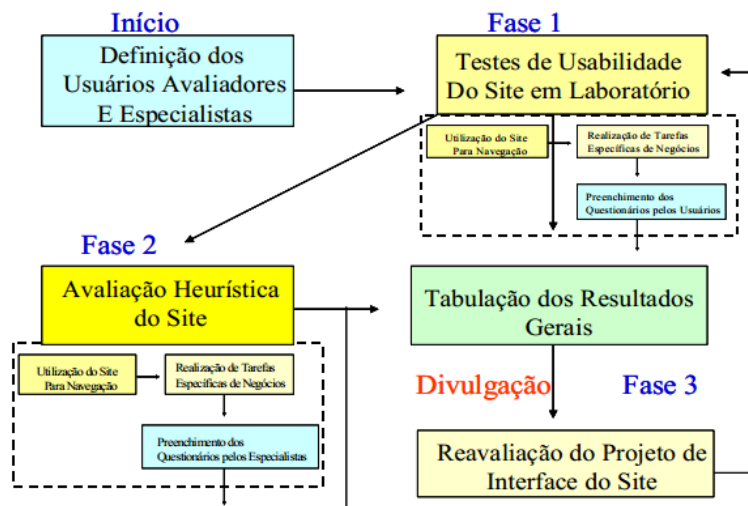 Início
Definição dos
Usuários Avaliadores
E Especialistas
Fase 1
Testes de Usabilidade
Do Site em Laboratório
Utilização do Site
Para Navegação
Realização de Tarefas
Específicas de Negócios
Preenchimento dos
Questionários pelos Usuários
Fase 2
Avaliação Heurística
do Site
Utilização do Site
Para Navegação
Realização de Tarefas
Específicas de Negócios
Preenchimento dos
Questionários pelos Especialistas
Tabulação dos Resultados
Gerais
Divulgação
Fase 3
Reavaliação do Projeto de
Interface do Site